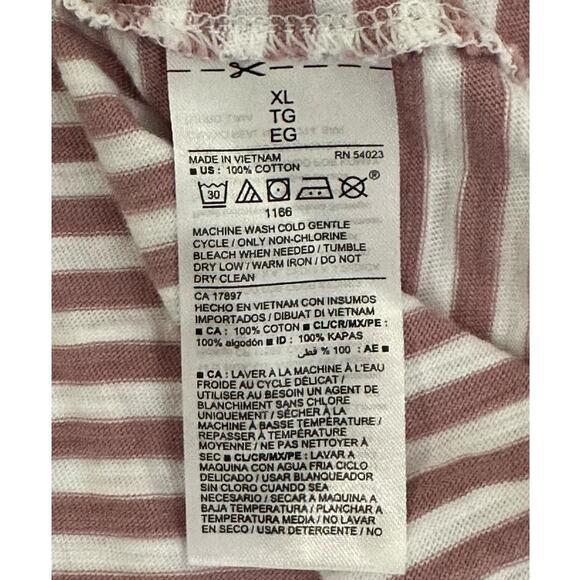 XL
TG
EG
MADE IN VIETNAM RN 54023
■ US : 100% COTTON
30
®
1166
MACHINE WASH COLD GENTLE
CYCLE / ONLY NON-CHLORINE
BLEACH WHEN NEEDED / TUMBLE
DRY LOW / WARM IRON / DO NOT
DRY CLEAN
CA 17897
HECHO EN VIETNAM CON INSUMOS
IMPORTADOS / DIBUAT DI VIETNAM
■ CA : 100% COTON ■ CL/CR/MX/PE :
100% algodón ■ ID : 100% KAPAS
■ AE : 100 % قطن
■ CA : LAVER À LA MACHINE À L'EAU
FROIDE AU CYCLE DÉLICAT /
UTILISER AU BESOIN UN AGENT DE
BLANCHIMENT SANS CHLORE
UNIQUEMENT / SÉCHER À LA
MACHINE À BASSE TEMPÉRATURE /
REPASSER À TEMPÉRATURE
MOYENNE / NE PAS NETTOYER À
SEC ■ CL/CR/MX/PE : LAVAR A
MAQUINA CON AGUA FRIA CICLO
DELICADO / USAR BLANQUEADOR
SIN CLORO CUANDO SEA
NECESARIO / SECAR A MAQUINA A
BAJA TEMPERATURA / PLANCHAR A
TEMPERATURA MEDIA / NO LAVAR
EN SECO / USAR DETERGENTE / NO